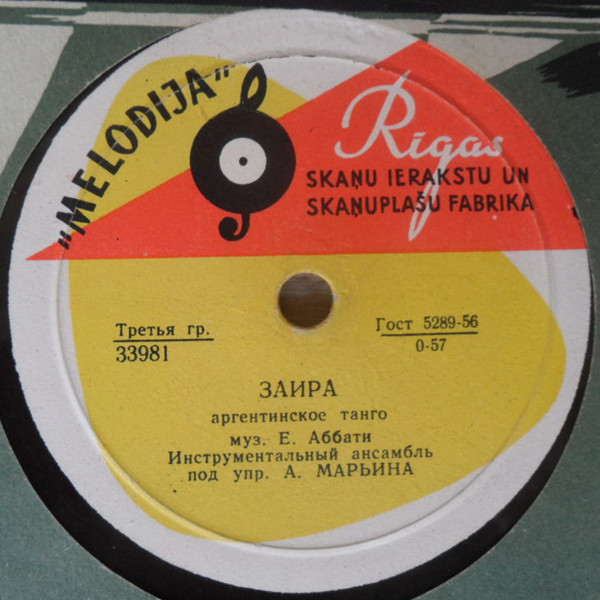 "MELODIJA"
Rīgas
SKAŅU IERAKSTU UN
SKAŅUPLAŠU FABRIKA
Третья гр.
33981
Гост 5289-56
0-57
ЗАИРА
аргентинское танго
муз. Е. Аббати
Инструментальный ансамбль
под упр. А. МАРЬИНА